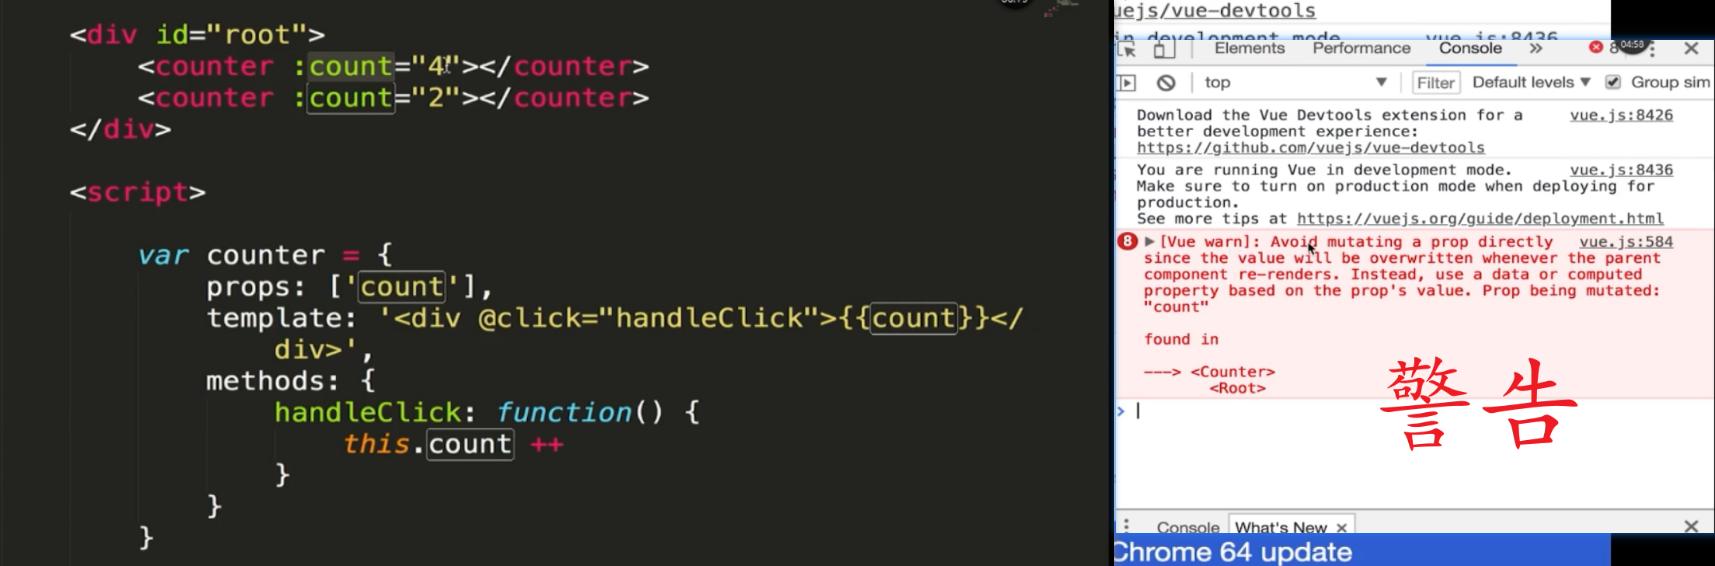 <div id="root">
<counter :count="4"></counter>
<counter :count="2"></counter>
</div>
<script>
var counter = {
props: ['count'],
template: '<div @click="handleClick">{{count}}</
div>',
methods: {
handleClick: function() {
this.count ++
}
}
}
uejs/vue-devtools
in development mode. vue.js:8436
Elements Performance Console » 8 04:58
top Filter Default levels Group sim
Download the Vue Devtools extension for a vue.js:8426
better development experience:
https://github.com/vuejs/vue-devtools
You are running Vue in development mode. vue.js:8436
Make sure to turn on production mode when deploying for
production.
See more tips at https://vuejs.org/guide/deployment.html
8 [Vue warn]: Avoid mutating a prop directly vue.js:584
since the value will be overwritten whenever the parent
component re-renders. Instead, use a data or computed
property based on the prop's value. Prop being mutated:
"count"
found in
---> <Counter>
<Root>
警告
>
Console What's New ×
Chrome 64 update